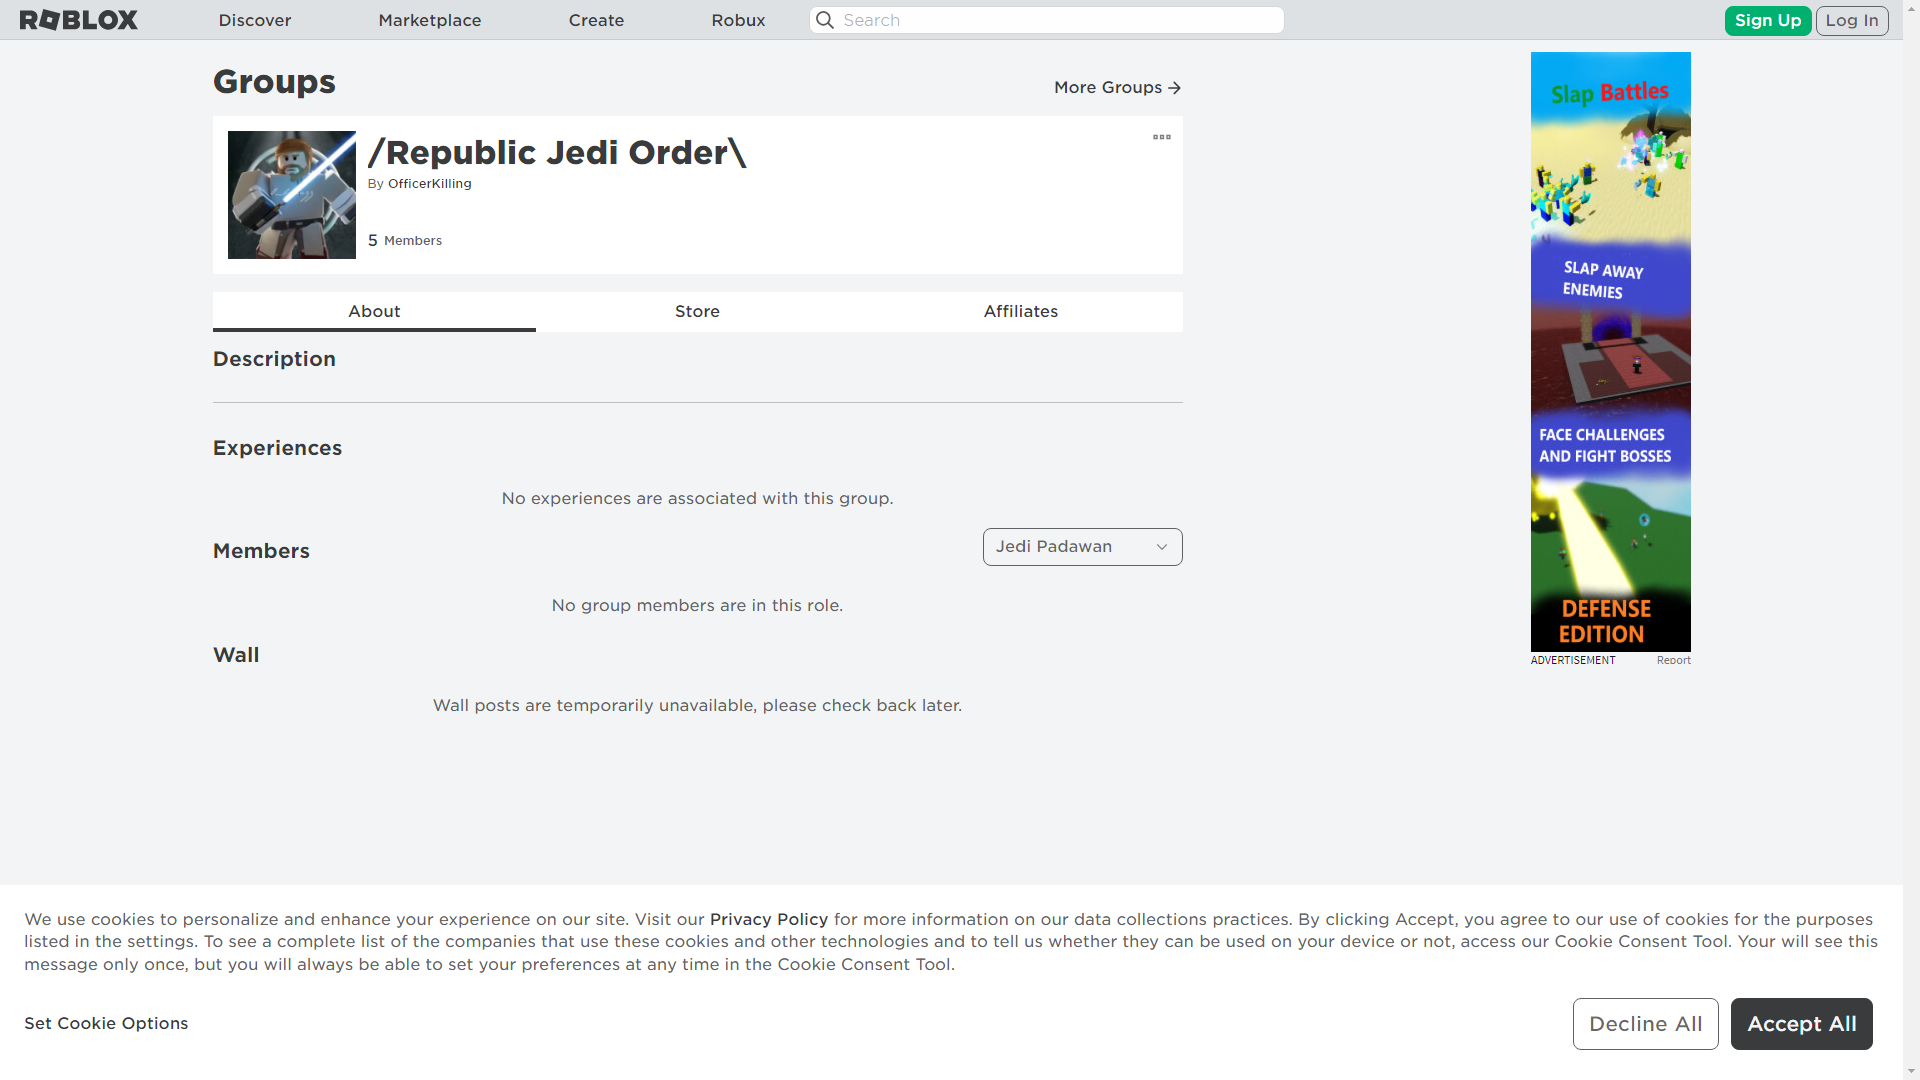 ROBLOX
Discover
Marketplace
Create
Robux
Search
Sign Up
Log In
Groups
More Groups
/Republic Jedi Order\
By OfficerKilling
5 Members
About
Store
Affiliates
Description
Experiences
No experiences are associated with this group.
Members
Jedi Padawan
No group members are in this role.
Wall
Wall posts are temporarily unavailable, please check back later.
Slap Battles
SLAP AWAY
ENEMIES
FACE CHALLENGES
AND FIGHT BOSSES
DEFENSE
EDITION
ADVERTISEMENT
Report
We use cookies to personalize and enhance your experience on our site. Visit our Privacy Policy for more information on our data collections practices. By clicking Accept, you agree to our use of cookies for the purposes
listed in the settings. To see a complete list of the companies that use these cookies and other technologies and to tell us whether they can be used on your device or not, access our Cookie Consent Tool. Your will see this
message only once, but you will always be able to set your preferences at any time in the Cookie Consent Tool.
Set Cookie Options
Decline All
Accept All